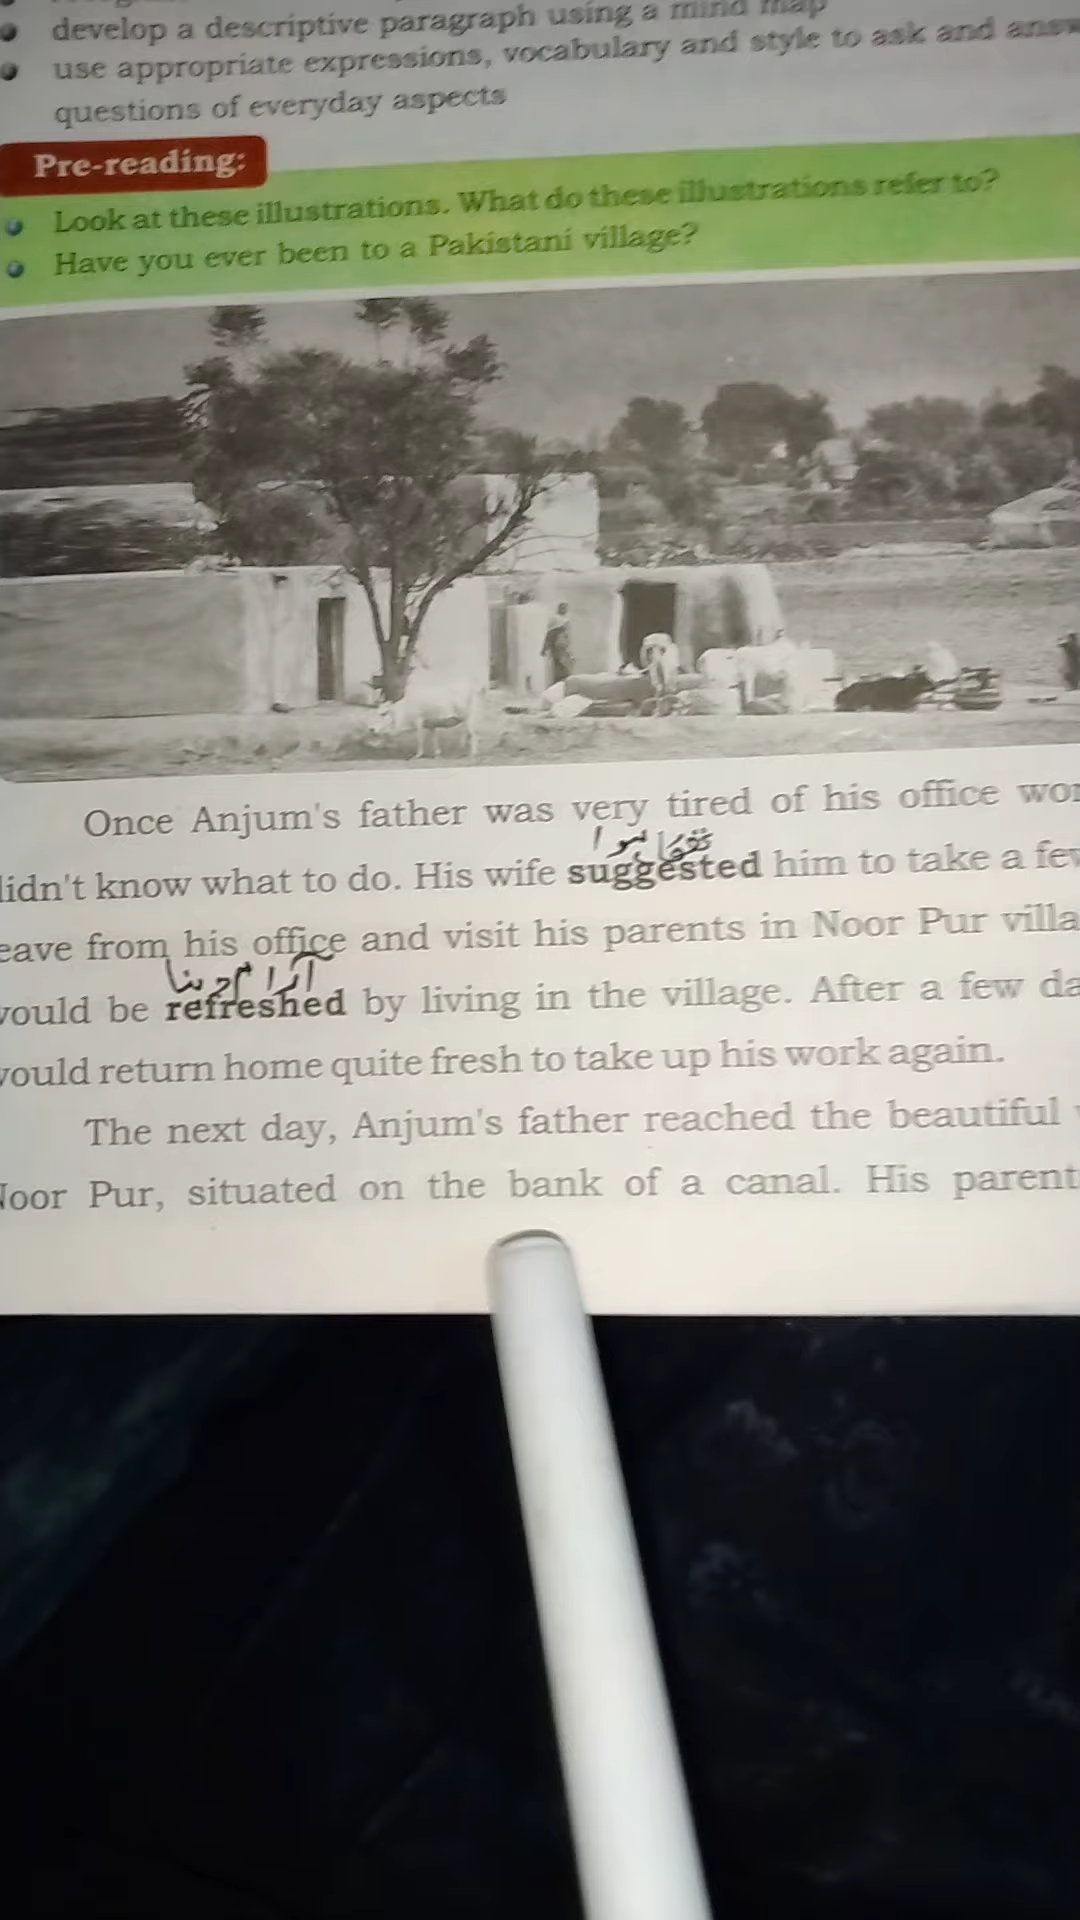 develop a descriptive paragraph using a mind map
use appropriate expressions, vocabulary and style to ask and
questions of everyday aspects
Pre-reading:
Look at these illustrations. What do these illustrations refer to?
Have you ever been to a Pakistani village?
Once Anjum's father was very tired of his office
didn't know what to do. His wife suggested him to take a
from his office and visit his parents in Noor Pur
آرام دینا
would be refreshed by living in the village. After a few
would return home quite fresh to take up his work again.
The next day, Anjum's father reached the beautiful
Noor Pur, situated on the bank of a canal. His